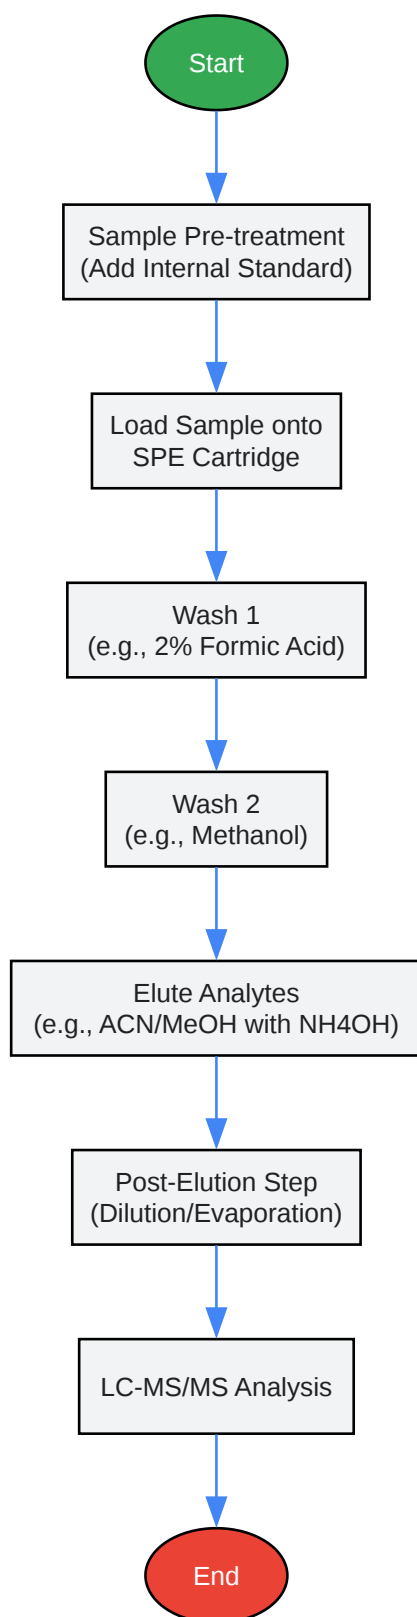 Start
Sample Pre-treatment
(Add Internal Standard)
Load Sample onto
SPE Cartridge
Wash 1
(e.g., 2% Formic Acid)
Wash 2
(e.g., Methanol)
Elute Analytes
(e.g., ACN/MeOH with NH4OH)
Post-Elution Step
(Dilution/Evaporation)
LC-MS/MS Analysis
End